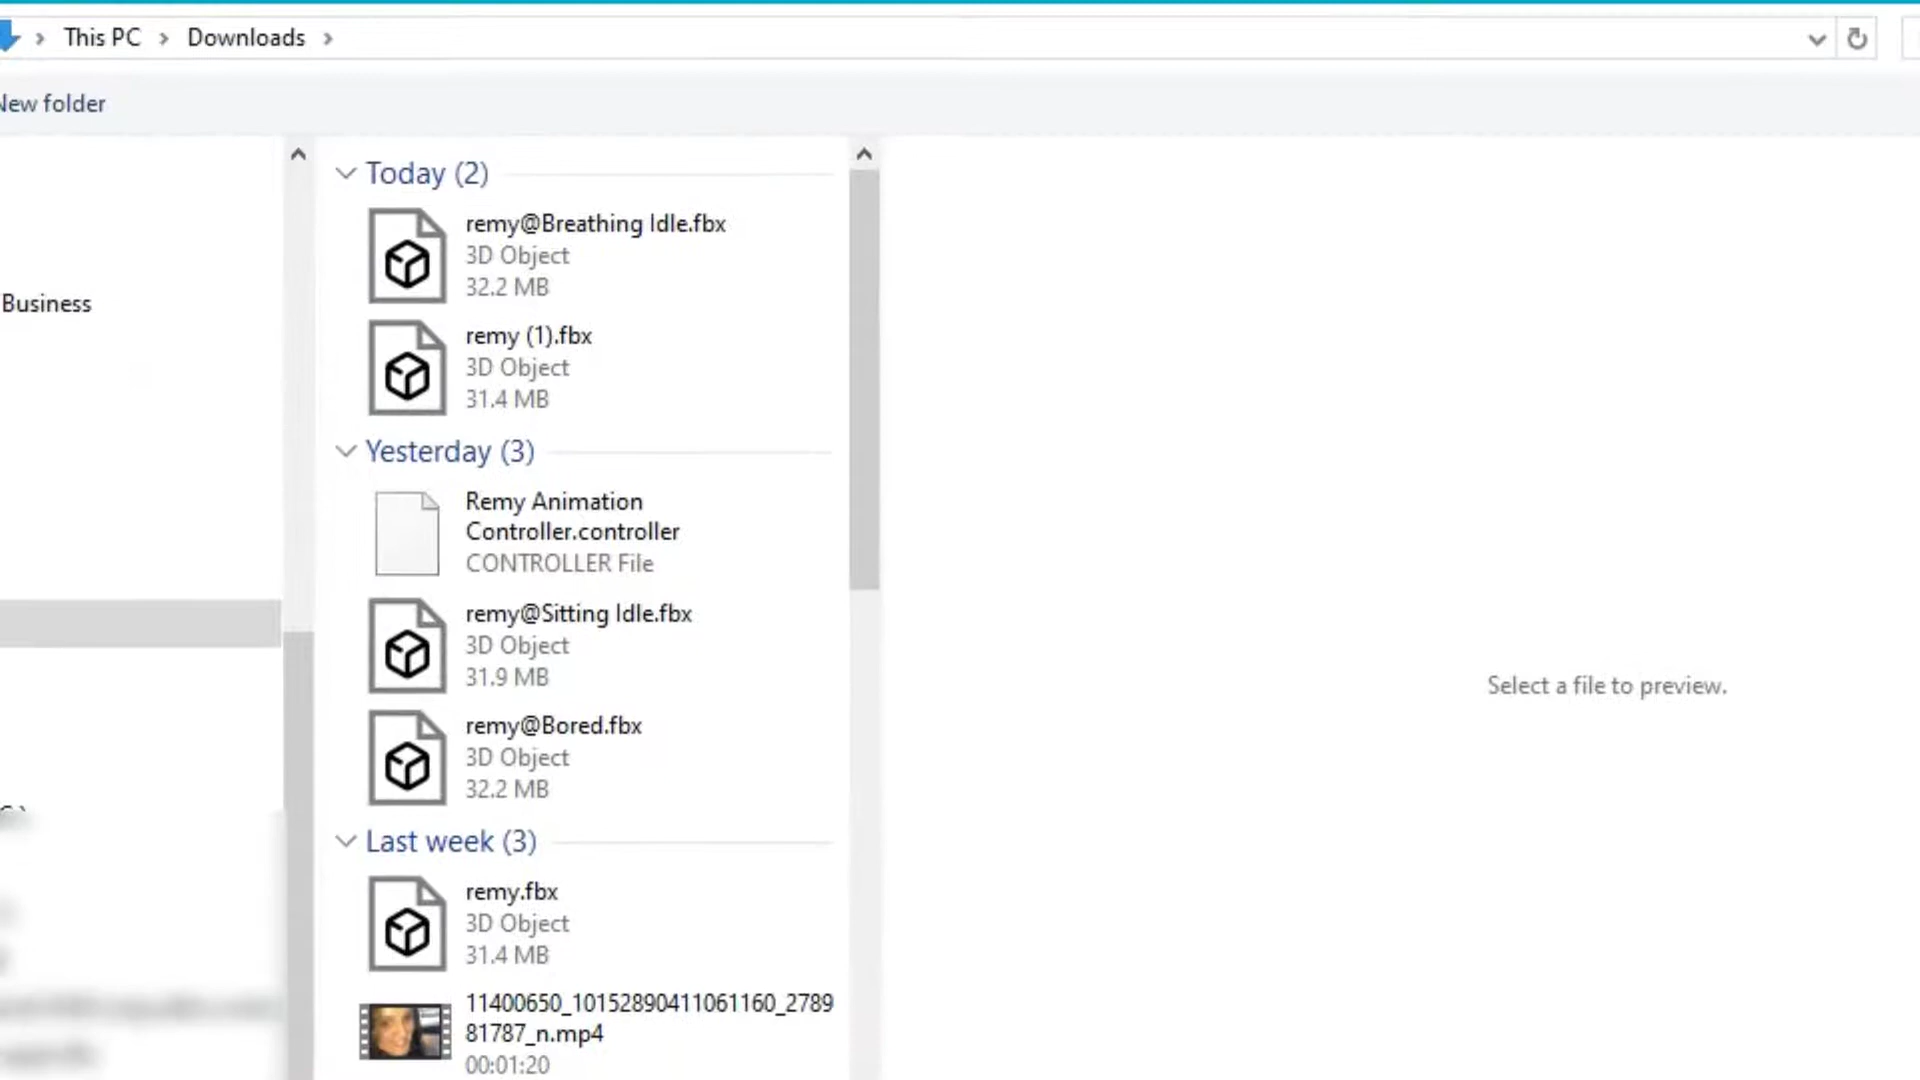 This PC
Downloads
New folder
Business
Today (2)
remy@Breathing Idle.fbx
3D Object
32.2 MB
remy (1).fbx
3D Object
31.4 MB
Yesterday (3)
Remy Animation
Controller.controller
CONTROLLER File
remy@Sitting Idle.fbx
3D Object
31.9 MB
remy@Bored.fbx
3D Object
32.2 MB
Last week (3)
remy.fbx
3D Object
31.4 MB
11400650_10152890411061160_2789
81787_n.mp4
00:01:20
Select a file to preview.